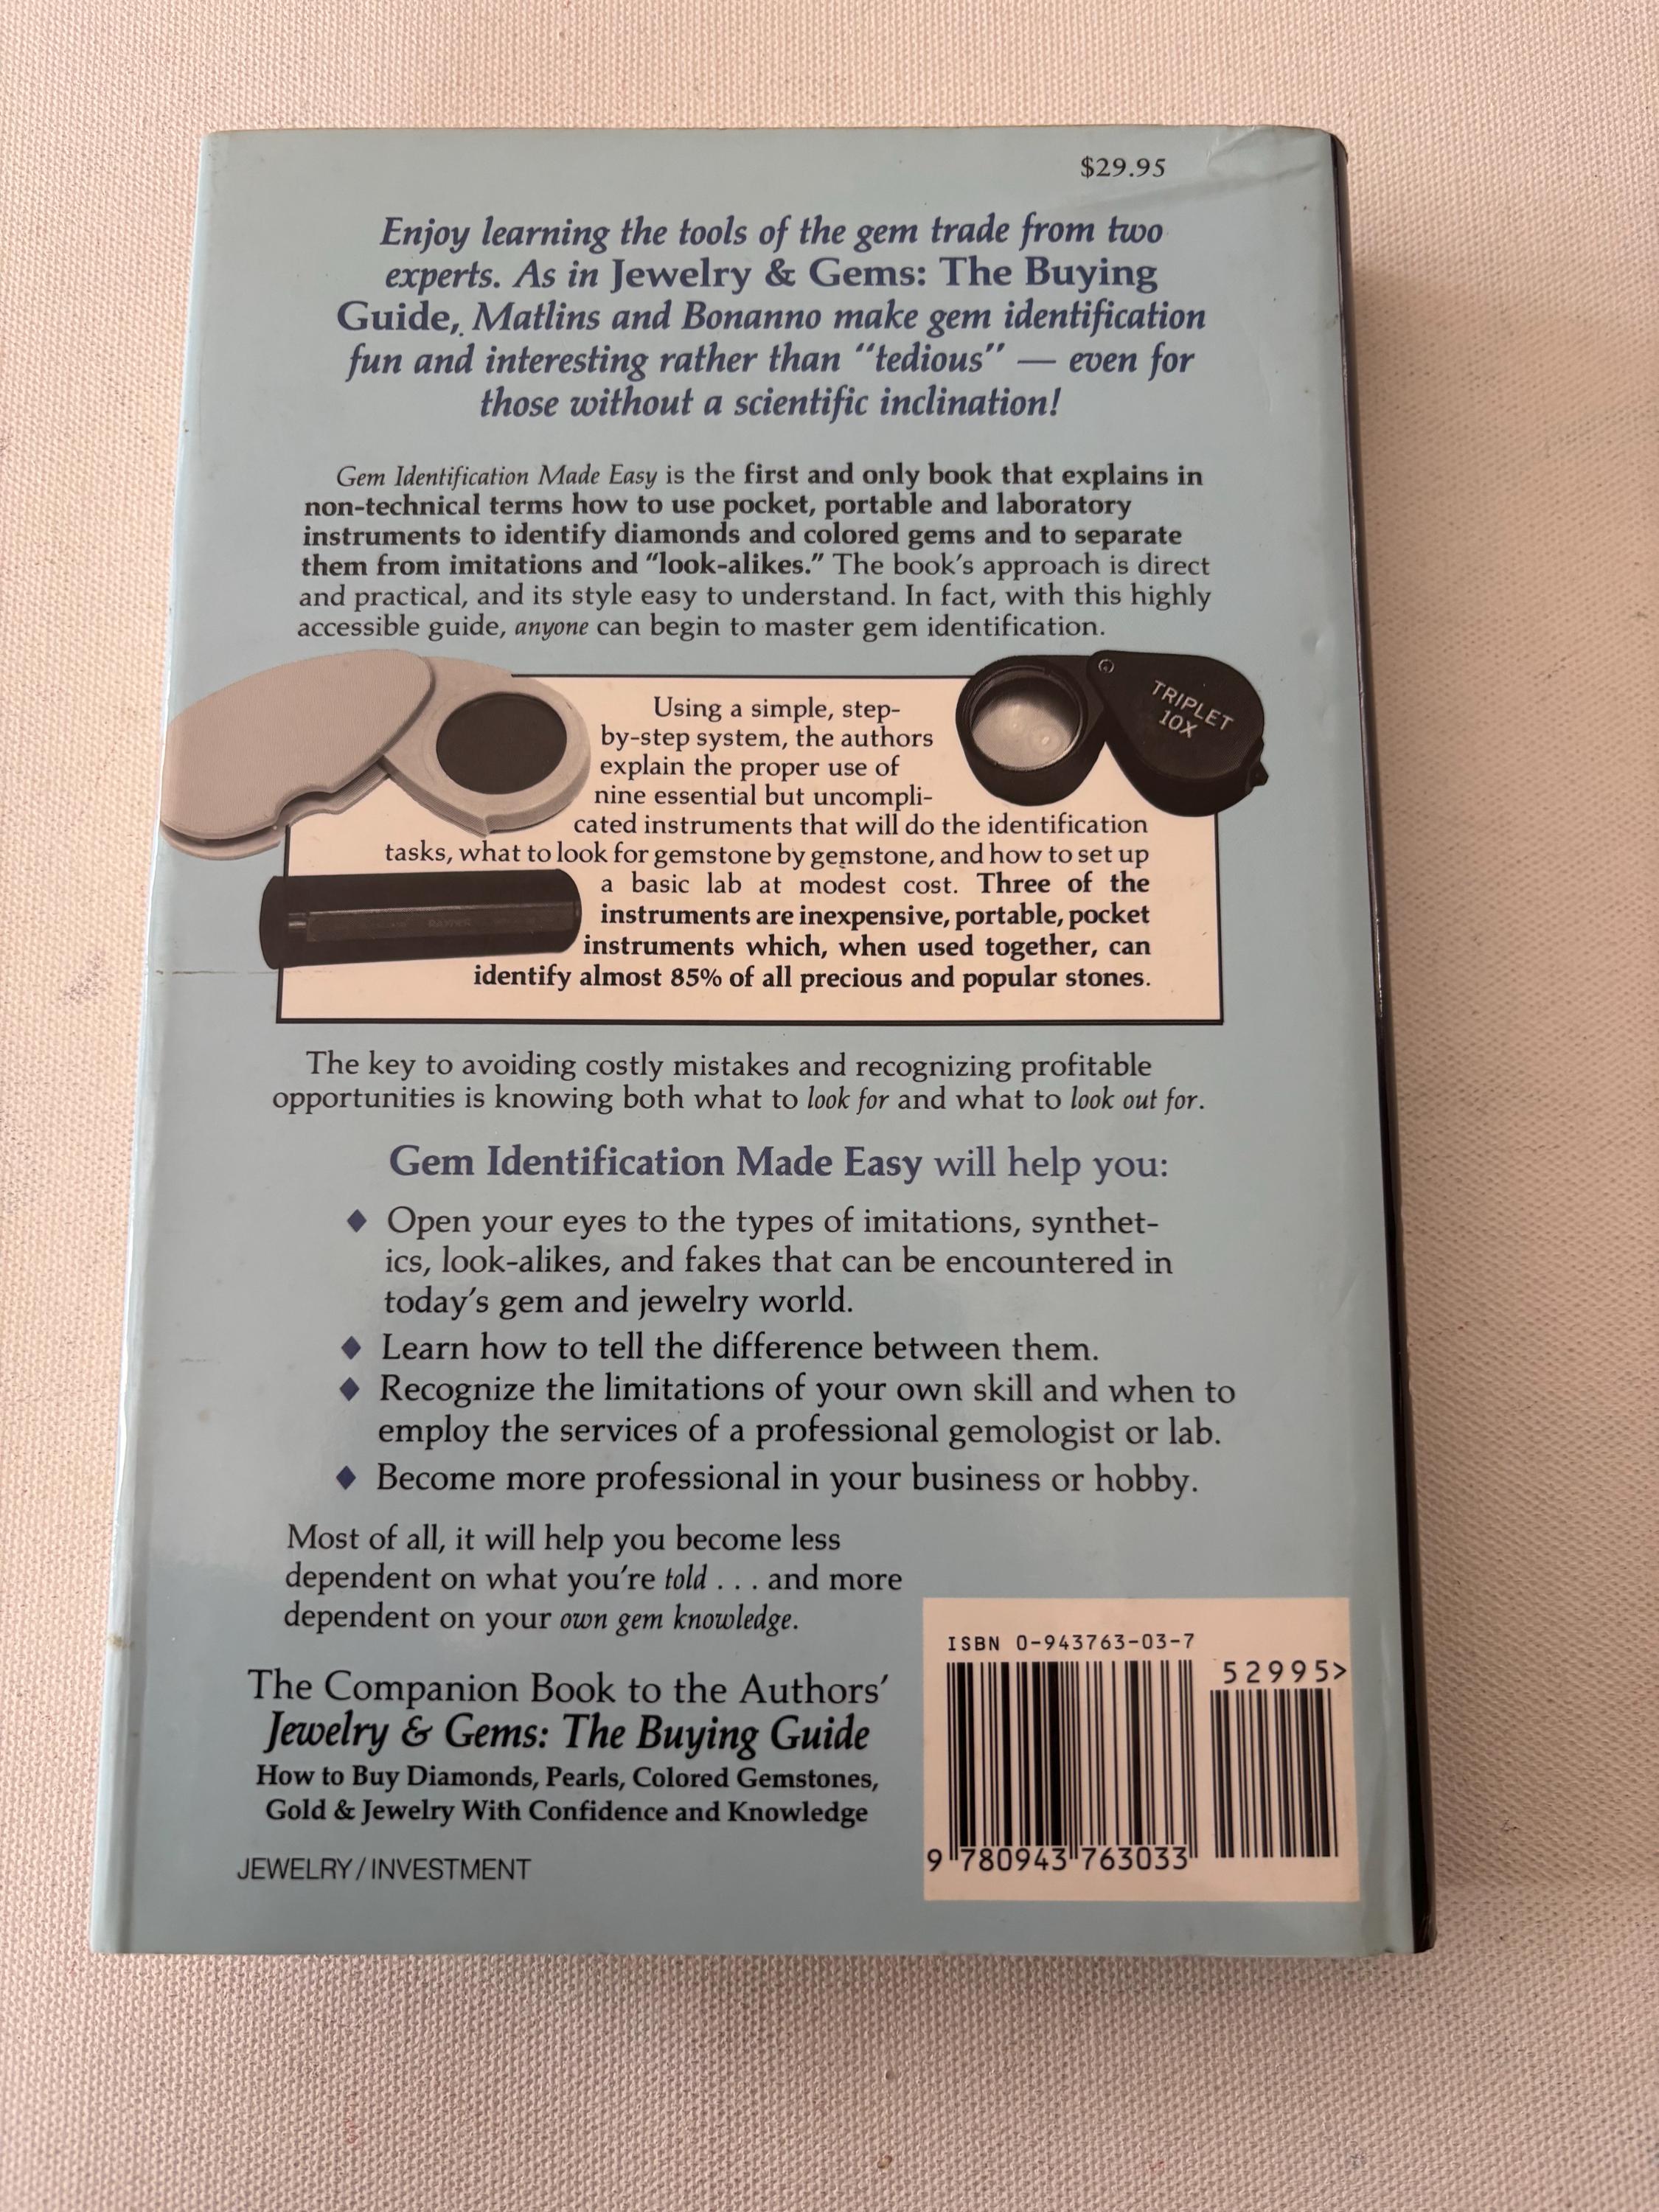 $29.95
Enjoy learning the tools of the gem trade from two
experts. As in Jewelry & Gems: The Buying
Guide, Matlins and Bonanno make gem identification
fun and interesting rather than “tedious” — even for
those without a scientific inclination!
Gem Identification Made Easy is the first and only book that explains in
non-technical terms how to use pocket, portable and laboratory
instruments to identify diamonds and colored gems and to separate
them from imitations and “look-alikes.” The book's approach is direct
and practical, and its style easy to understand. In fact, with this highly
accessible guide, anyone can begin to master gem identification.
TRIPLET
10X
Using a simple, step-
by-step system, the authors
explain the proper use of
nine essential but uncompli-
cated instruments that will do the identification
tasks, what to look for gemstone by gemstone, and how to set up
a basic lab at modest cost. Three of the
instruments are inexpensive, portable, pocket
instruments which, when used together, can
identify almost 85% of all precious and popular stones.
The key to avoiding costly mistakes and recognizing profitable
opportunities is knowing both what to look for and what to look out for.
Gem Identification Made Easy will help you:
♦ Open your eyes to the types of imitations, synthet-
ics, look-alikes, and fakes that can be encountered in
today's gem and jewelry world.
♦ Learn how to tell the difference between them.
♦ Recognize the limitations of your own skill and when to
employ the services of a professional gemologist or lab.
♦ Become more professional in your business or hobby.
Most of all, it will help you become less
dependent on what you're told . . . and more
dependent on your own gem knowledge.
The Companion Book to the Authors'
Jewelry & Gems: The Buying Guide
How to Buy Diamonds, Pearls, Colored Gemstones,
Gold & Jewelry With Confidence and Knowledge
JEWELRY / INVESTMENT
ISBN 0-943763-03-7
52995>
9 780943 763033